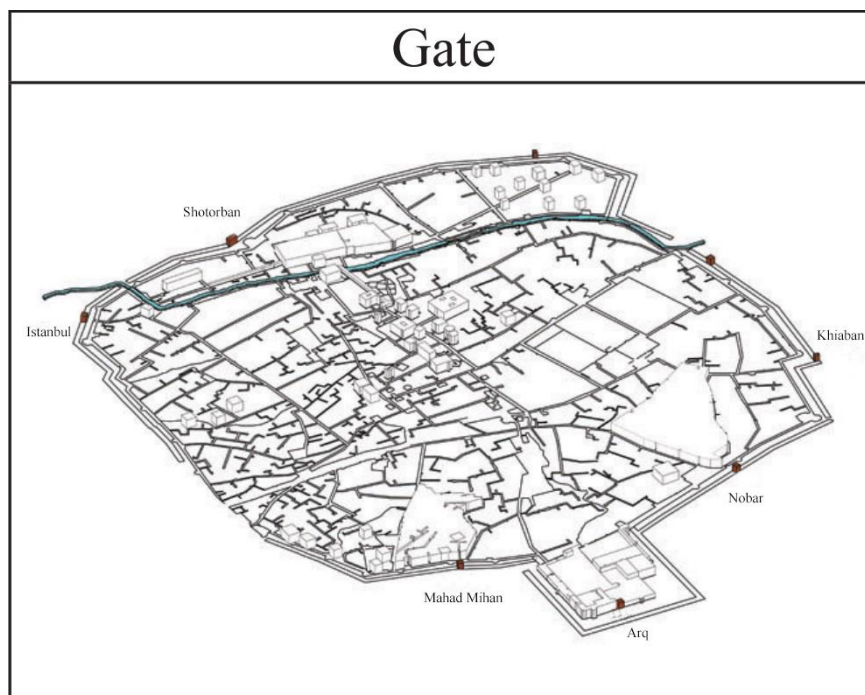 Gate
Shotorban
Istanbul
Khiaban
Nobar
Mahad Mihan
Arq